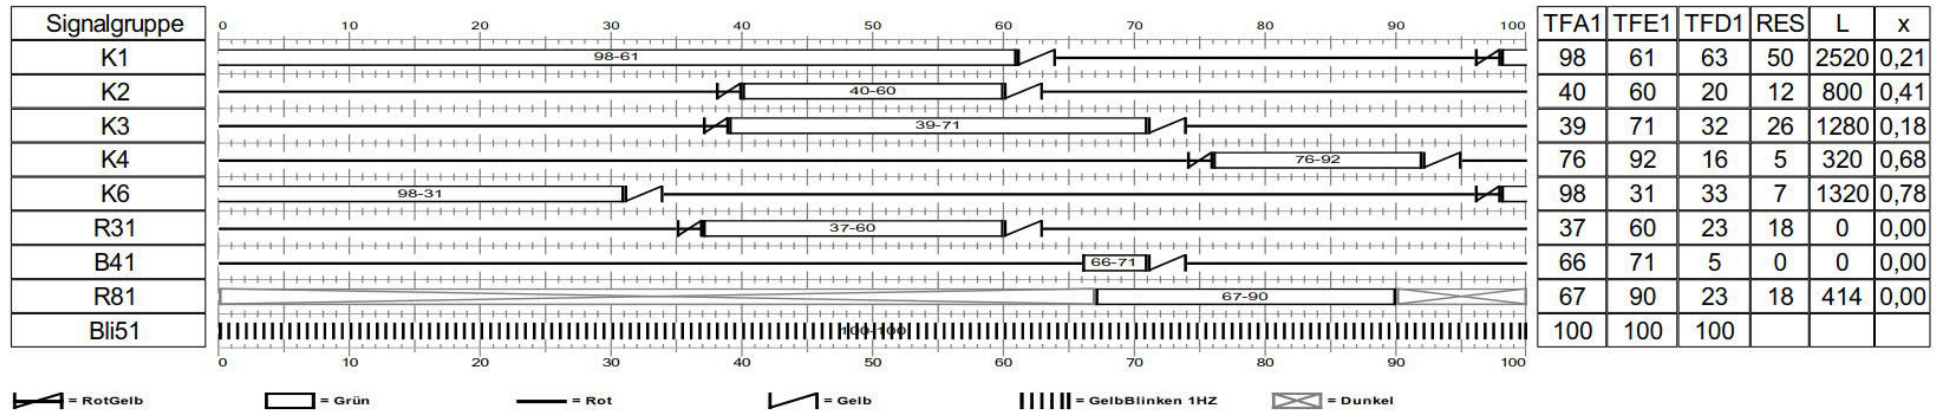 Signalgruppe 0 10 20 30 40 50 60 70 80 90 100 TFA1 TFE1 TFD1 RES L x
K1 98-61 98 61 63 50 2520 0,21
K2 40-60 40 60 20 12 800 0,41
K3 39-71 39 71 32 26 1280 0,18
K4 76-92 76 92 16 5 320 0,68
K6 98-31 98 31 33 7 1320 0,78
R31 37-60 37 60 23 18 0 0,00
B41 66-71 66 71 5 0 0 0,00
R81 67-90 67 90 23 18 414 0,00
Bli51 100-100 100 100 100
0 10 20 30 40 50 60 70 80 90 100
= RotGelb = Grün = Rot = Gelb = GelbBlinken 1HZ = Dunkel